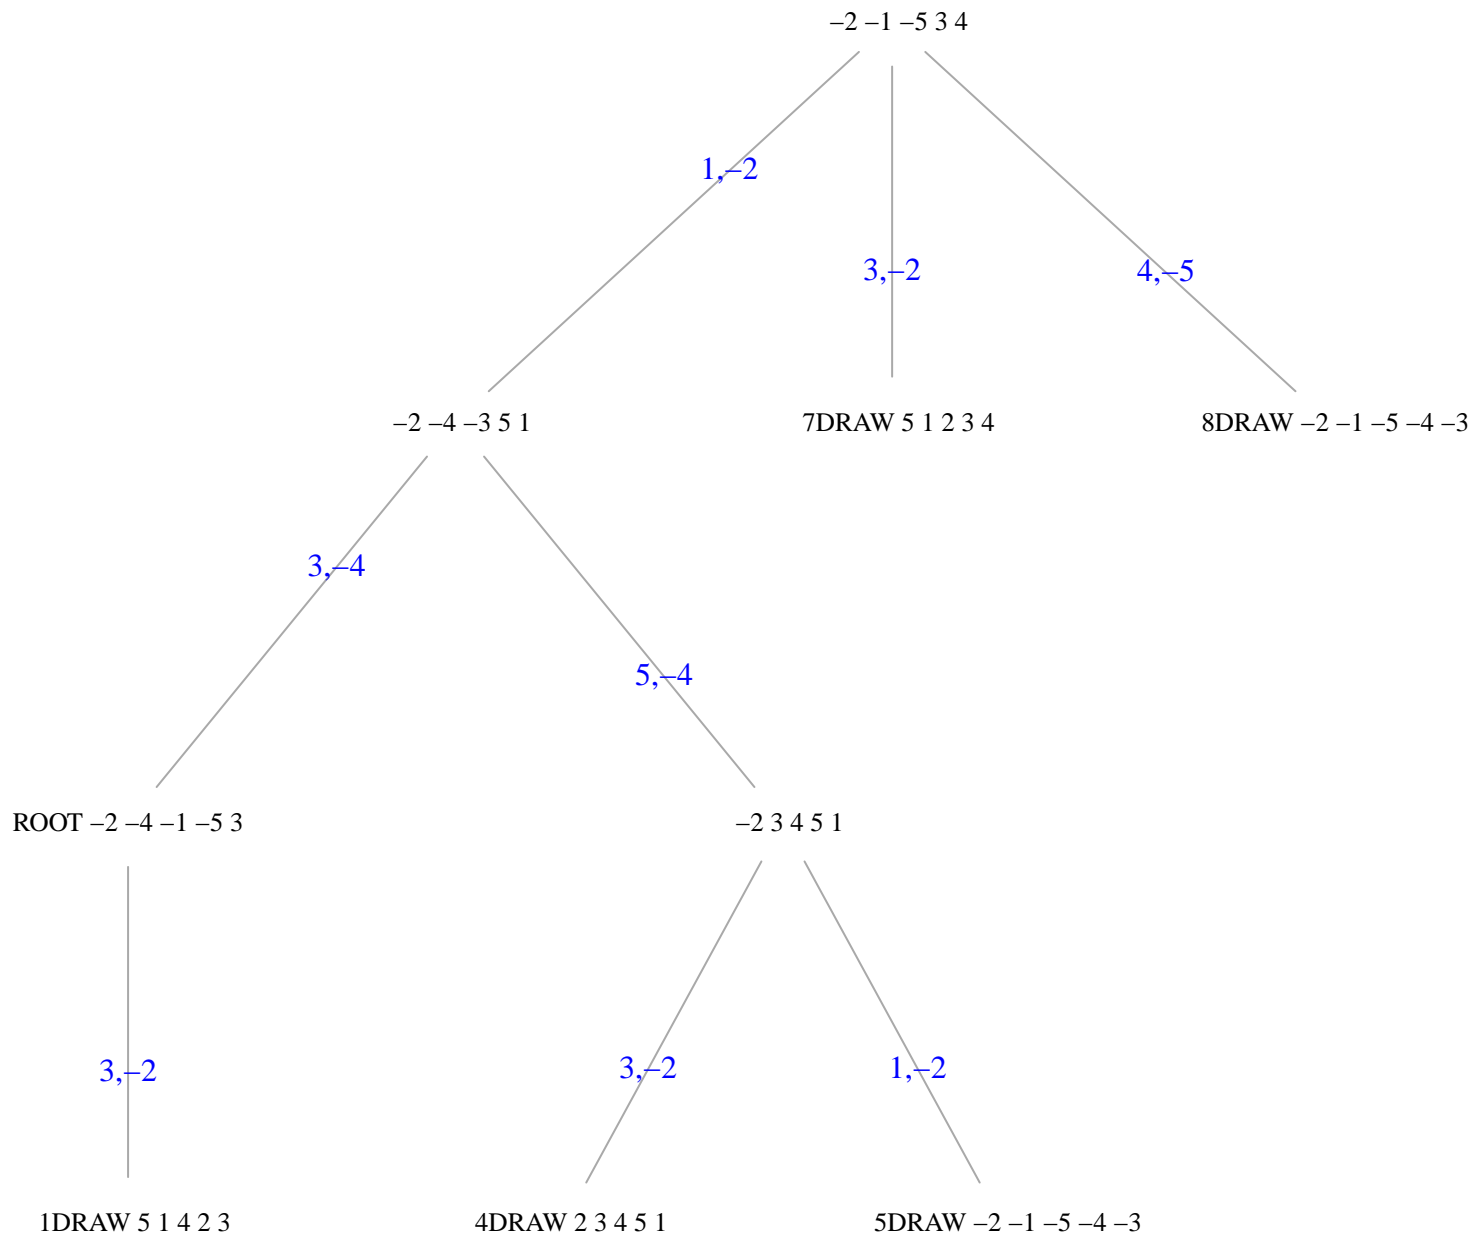 –2 –1 –5 3 4
1,–2
3,–2
4,–5
–2 –4 –3 5 1
7DRAW 5 1 2 3 4
8DRAW –2 –1 –5 –4 –3
3,–4
5,–4
ROOT –2 –4 –1 –5 3
–2 3 4 5 1
3,–2
3,–2
1,–2
1DRAW 5 1 4 2 3
4DRAW 2 3 4 5 1
5DRAW –2 –1 –5 –4 –3